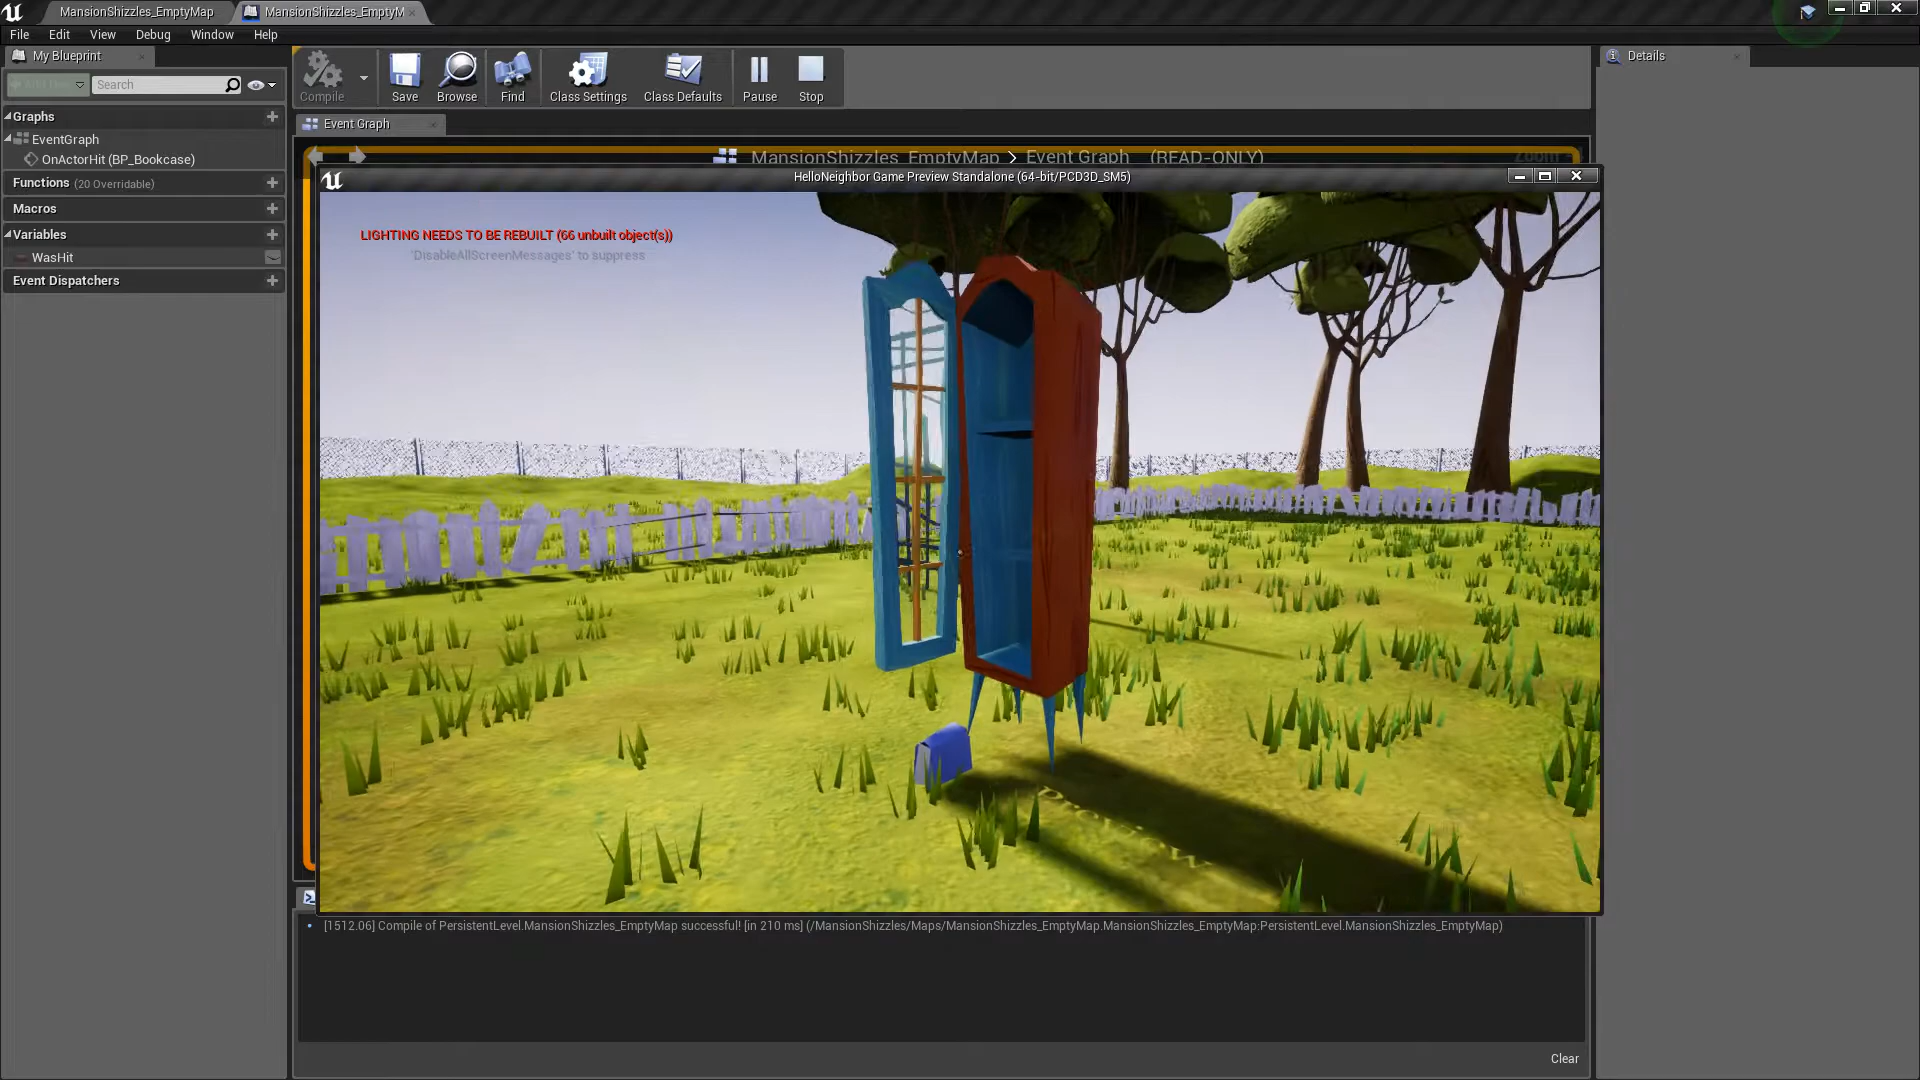 MansionShizzles_EmptyMap
MansionShizzles_EmptyM
File Edit View Debug Window Help
My Blueprint
Search
Compile
Save
Browse
Find
Class Settings
Class Defaults
Pause
Stop
Details
Graphs
EventGraph
OnActorHit (BP_Bookcase)
Functions (20 Overridable)
Macros
Variables
WasHit
Event Dispatchers
Event Graph
MansionShizzles_EmptyMap > Event Graph (READ-ONLY)
HelloNeighbor Game Preview Standalone (64-bit/PCD3D_SM5)
LIGHTING NEEDS TO BE REBUILT (66 unbuilt object(s))
'DisableAllScreenMessages' to suppress
[1512.06] Compile of PersistentLevel.MansionShizzles_EmptyMap successful! [in 210 ms] (/MansionShizzles/Maps/MansionShizzles_EmptyMap.MansionShizzles_EmptyMap:PersistentLevel.MansionShizzles_EmptyMap)
Clear